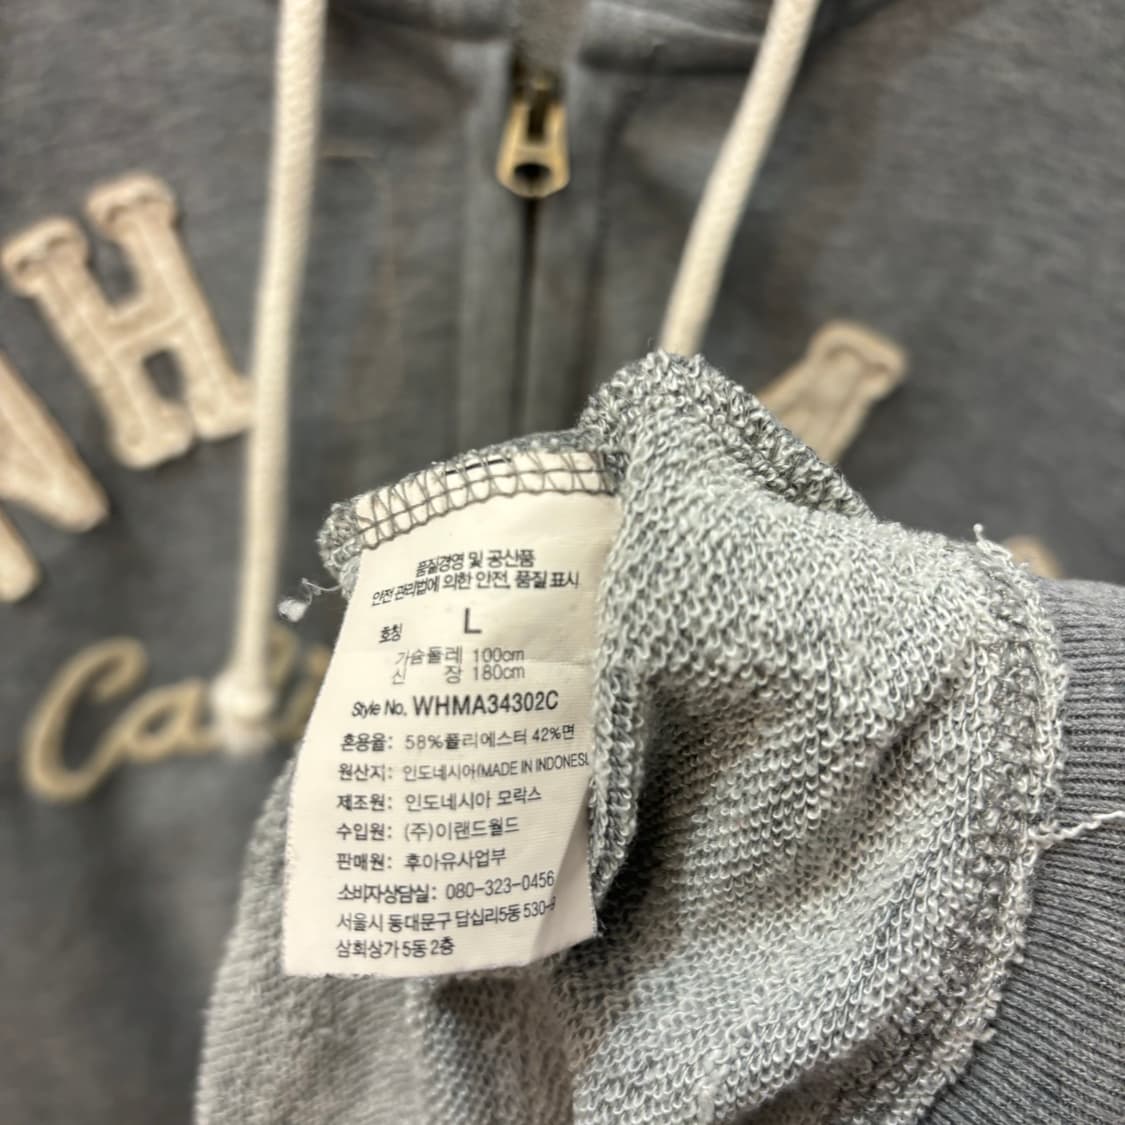 WH
Cali
품질경영 및 공산품
안전 관리법에 의한 안전, 품질 표시
호칭 L
가슴둘레 100cm
신 장 180cm
Style No. WHMA34302C
혼용율: 58%폴리에스터 42%면
원산지: 인도네시아(MADE IN INDONESI
제조원: 인도네시아 모락스
수입원: (주)이랜드월드
판매원: 후아유사업부
소비자상담실: 080-323-0456
서울시 동대문구 답십리5동 530-
삼희상가 5동 2층